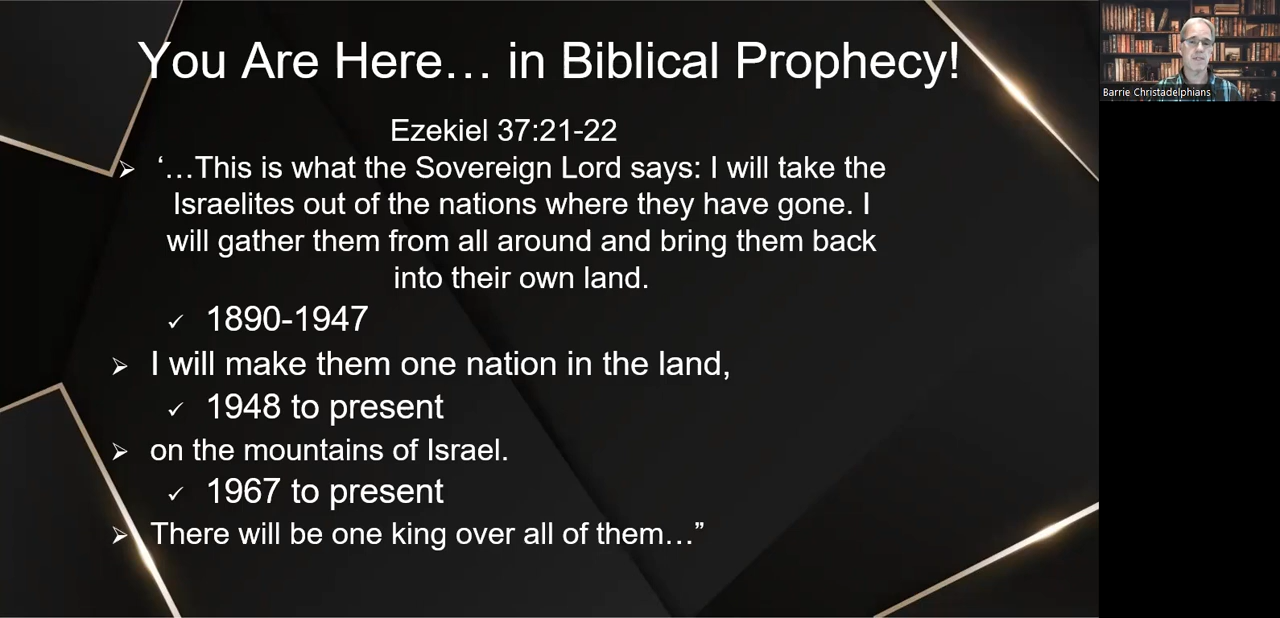 You Are Here… in Biblical Prophecy!
Barrie Christadelphians
Ezekiel 37:21-22
➢ ‘…This is what the Sovereign Lord says: I will take the
Israelites out of the nations where they have gone. I
will gather them from all around and bring them back
into their own land.
✓ 1890-1947
➢ I will make them one nation in the land,
✓ 1948 to present
➢ on the mountains of Israel.
✓ 1967 to present
➢ There will be one king over all of them…”